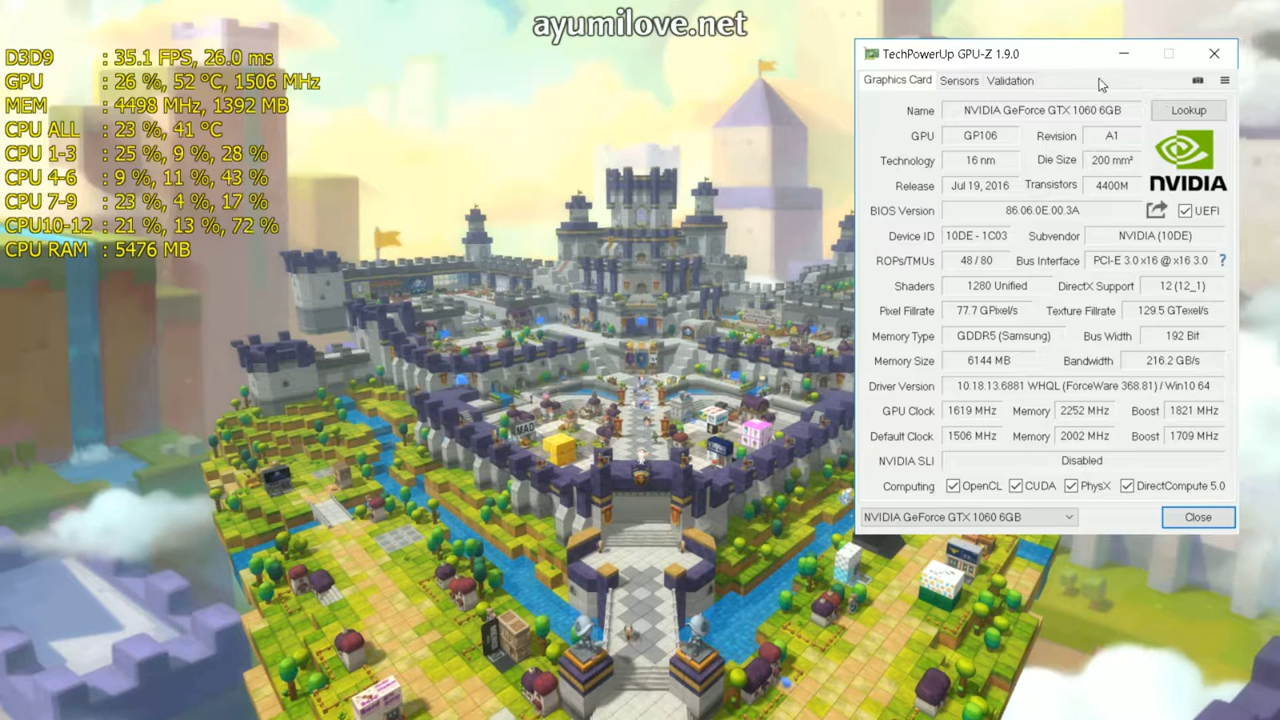 ayumilove.net
D3D9 : 35.1 FPS, 26.0 ms
GPU : 26 %, 52 °C, 1506 MHz
MEM : 4498 MHz, 1392 MB
CPU ALL : 23 %, 41 °C
CPU 1-3 : 25 %, 9 %, 28 %
CPU 4-6 : 9 %, 11 %, 43 %
CPU 7-9 : 23 %, 4 %, 17 %
CPU10-12 : 21 %, 13 %, 72 %
CPU RAM : 5476 MB
TechPowerUp GPU-Z 1.9.0
Graphics Card Sensors Validation
Name NVIDIA GeForce GTX 1060 6GB Lookup
GPU GP106 Revision A1
Technology 16 nm Die Size 200 mm²
Release Jul 19, 2016 Transistors 4400M
NVIDIA
BIOS Version 86.06.0E.00.3A UEFI
Device ID 10DE - 1C03 Subvendor NVIDIA (10DE)
ROPs/TMUs 48 / 80 Bus Interface PCI-E 3.0 x16 @ x16 3.0 ?
Shaders 1280 Unified DirectX Support 12 (12_1)
Pixel Fillrate 77.7 GPixel/s Texture Fillrate 129.5 GTexel/s
Memory Type GDDR5 (Samsung) Bus Width 192 Bit
Memory Size 6144 MB Bandwidth 216.2 GB/s
Driver Version 10.18.13.6881 WHQL (ForceWare 368.81) / Win10 64
GPU Clock 1619 MHz Memory 2252 MHz Boost 1821 MHz
Default Clock 1506 MHz Memory 2002 MHz Boost 1709 MHz
NVIDIA SLI Disabled
Computing OpenCL CUDA PhysX DirectCompute 5.0
NVIDIA GeForce GTX 1060 6GB Close
MAD